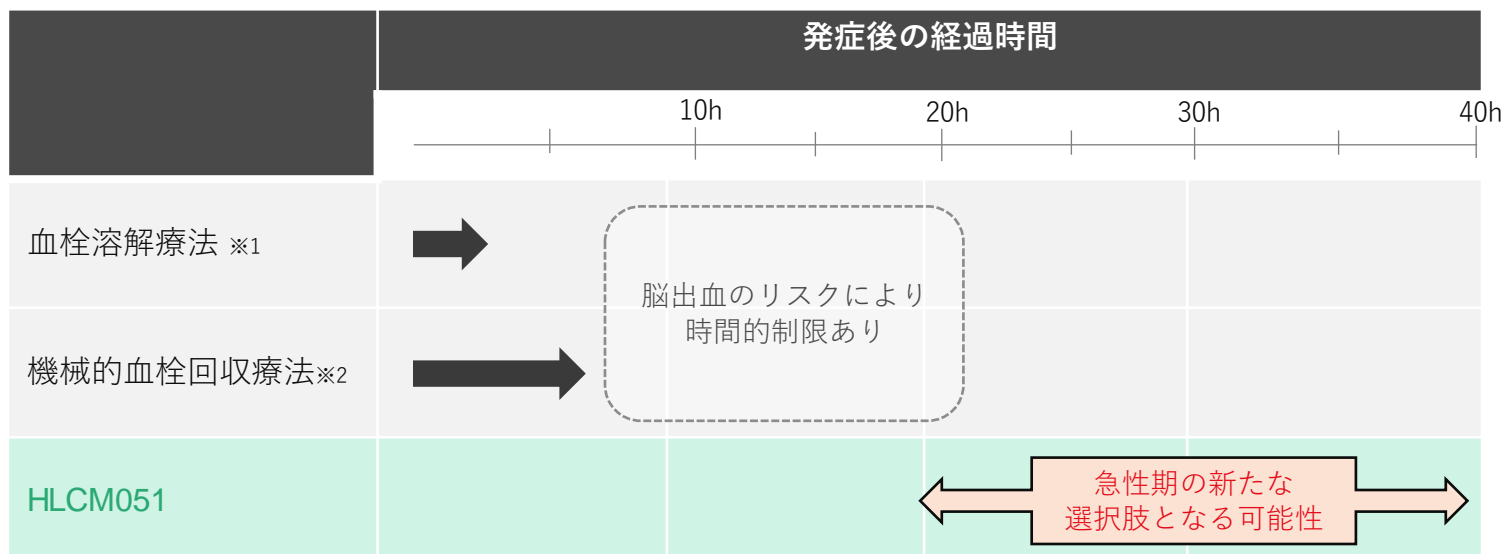 発症後の経過時間
10h 20h 30h 40h
血栓溶解療法 ※1
脳出血のリスクにより
時間的制限あり
機械的血栓回収療法※2
HLCM051
急性期の新たな
選択肢となる可能性